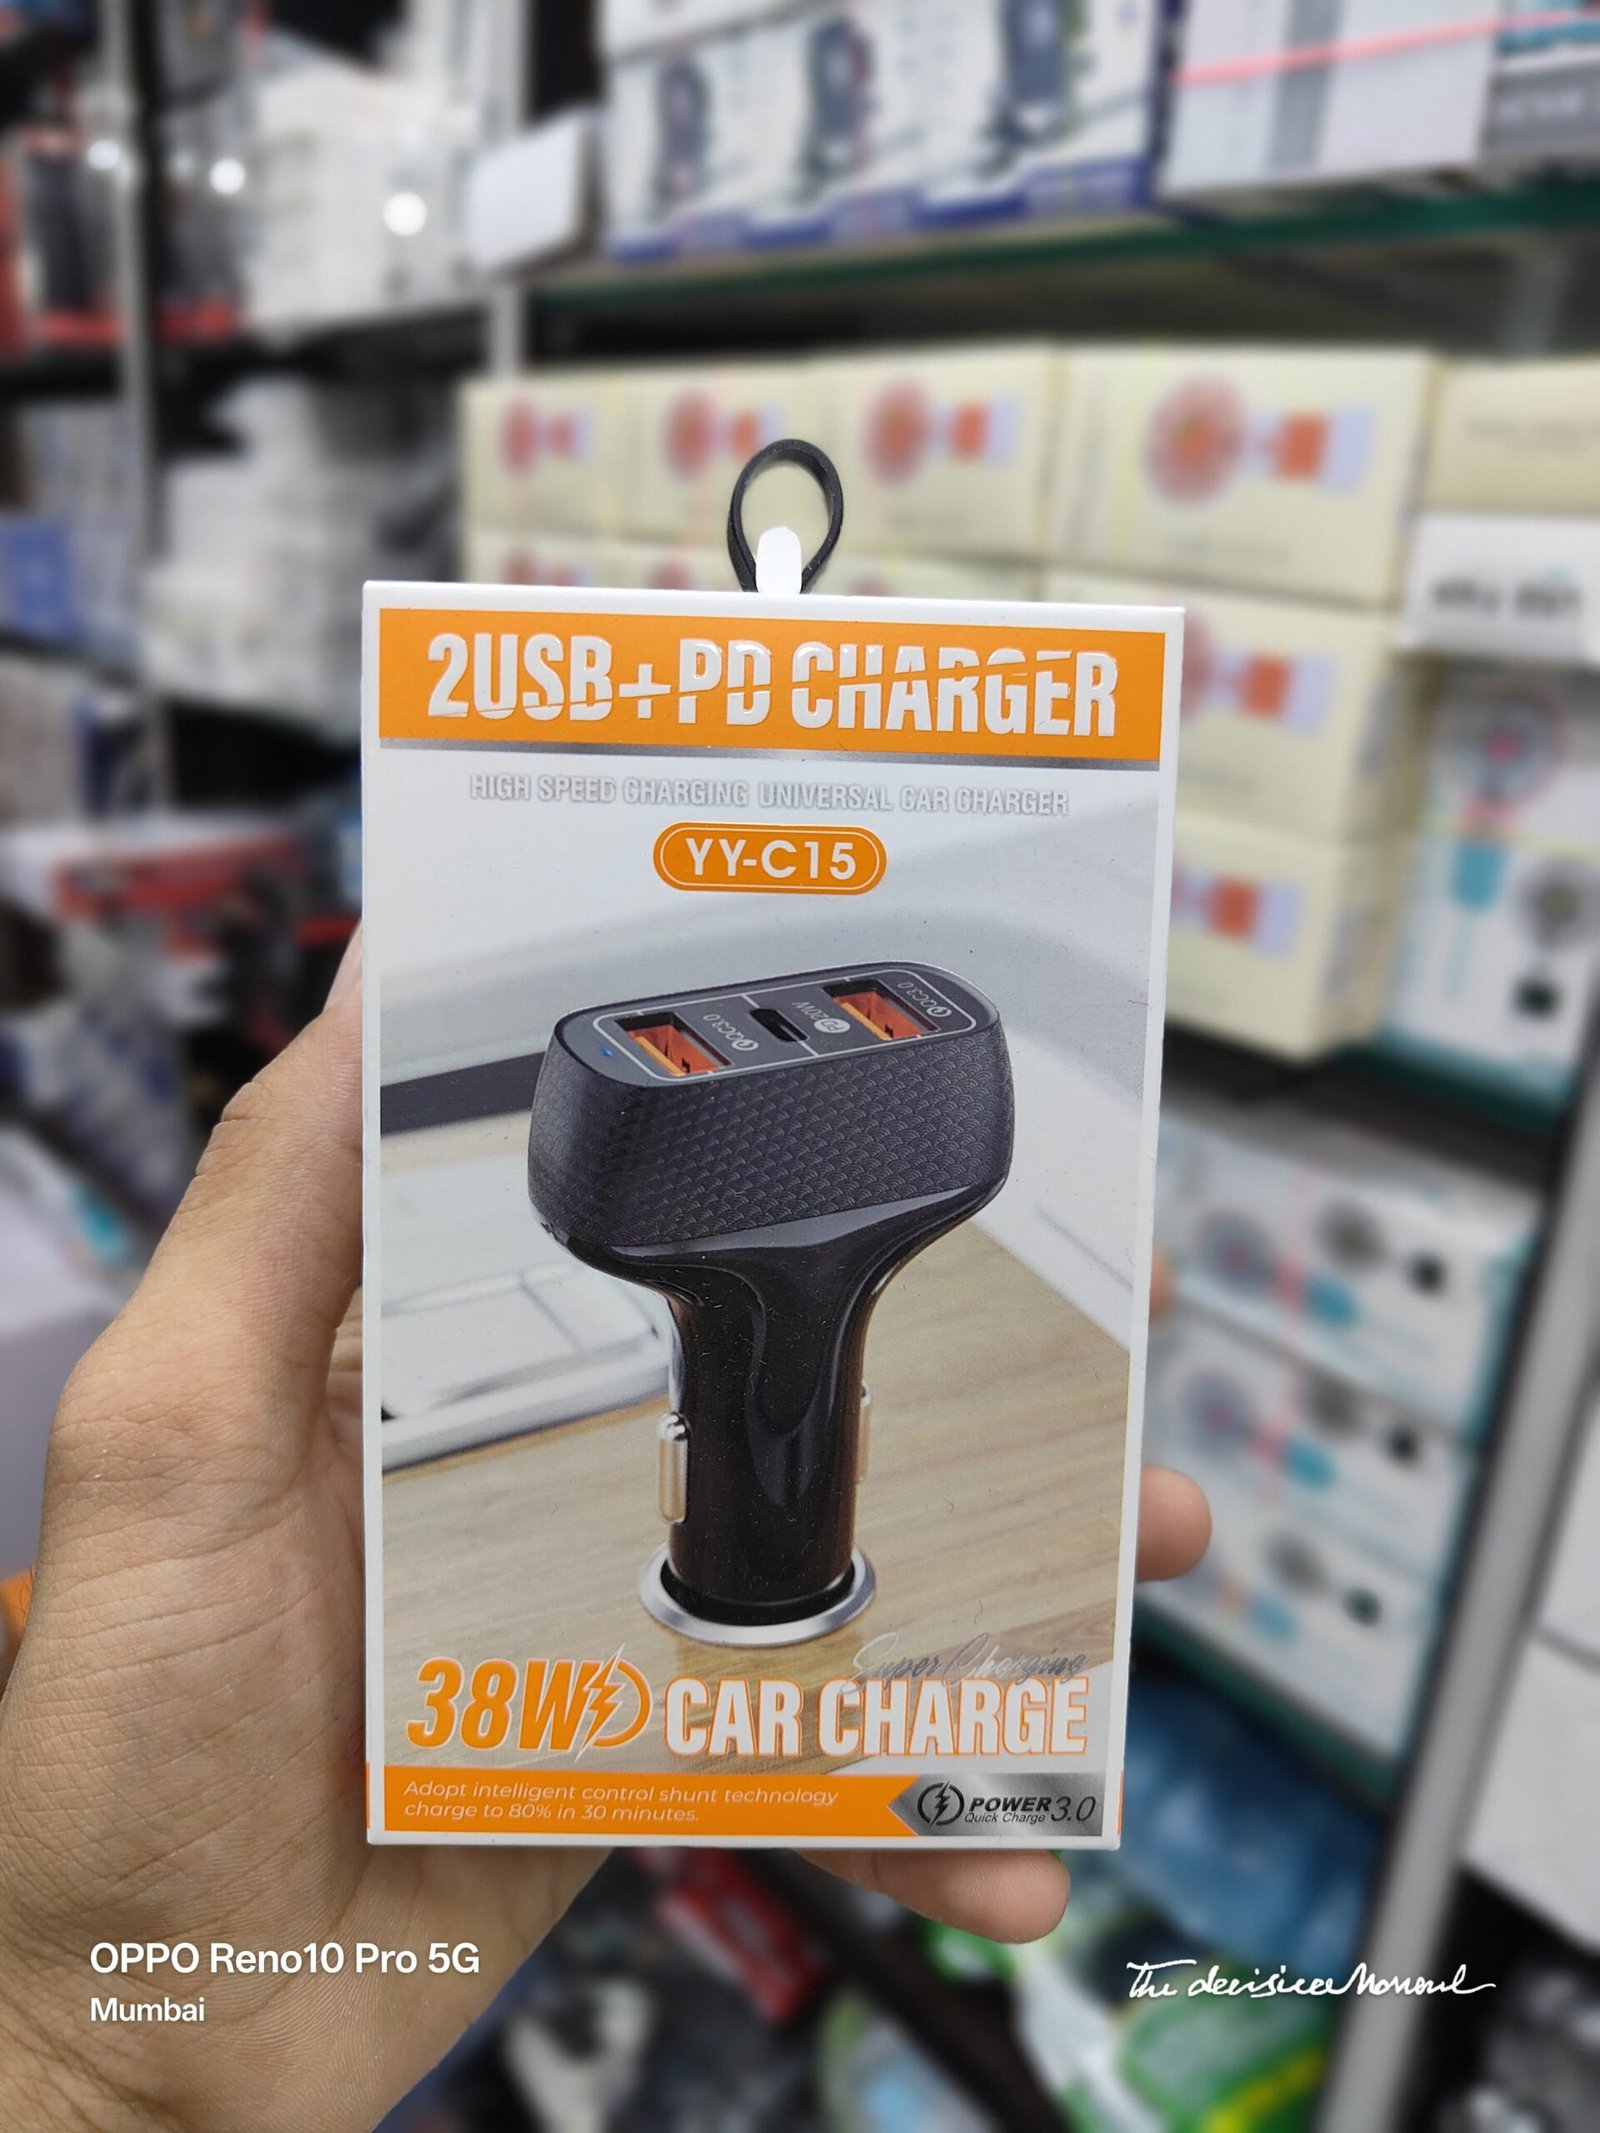 2USB+PD CHARGER
HIGH SPEED CHARGING UNIVERSAL CAR CHARGER
YY-C15
QC3.0
PD20W
QC3.0
Super Charging
38W CAR CHARGE
Adopt intelligent control shunt technology
charge to 80% in 30 minutes.
POWER 3.0
Quick Charge
OPPO Reno10 Pro 5G
Mumbai